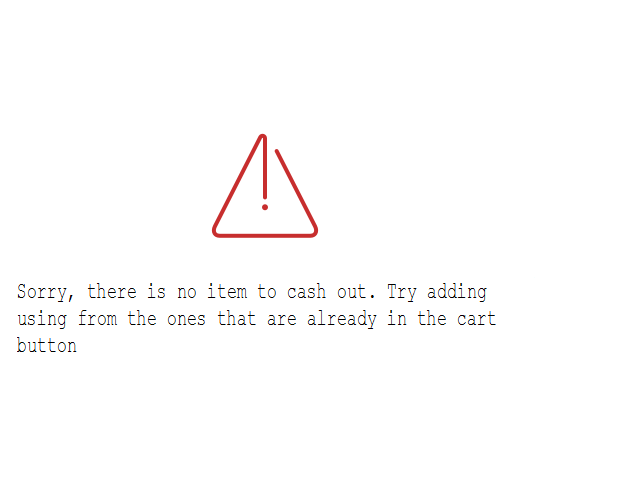 Sorry, there is no item to cash out. Try adding
using from the ones that are already in the cart
button